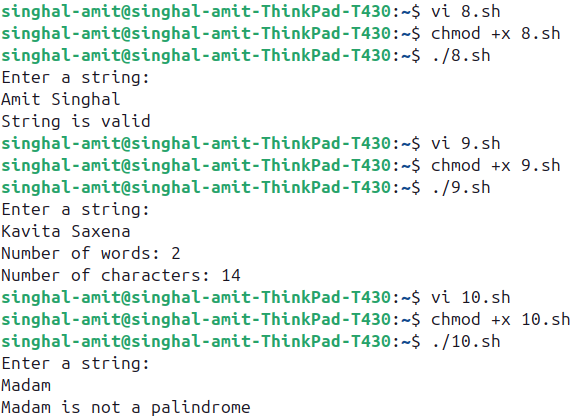 singhal-amit@singhal-amit-ThinkPad-T430:~$ vi 8.sh
singhal-amit@singhal-amit-ThinkPad-T430:~$ chmod +x 8.sh
singhal-amit@singhal-amit-ThinkPad-T430:~$ ./8.sh
Enter a string:
Amit Singhal
String is valid
singhal-amit@singhal-amit-ThinkPad-T430:~$ vi 9.sh
singhal-amit@singhal-amit-ThinkPad-T430:~$ chmod +x 9.sh
singhal-amit@singhal-amit-ThinkPad-T430:~$ ./9.sh
Enter a string:
Kavita Saxena
Number of words: 2
Number of characters: 14
singhal-amit@singhal-amit-ThinkPad-T430:~$ vi 10.sh
singhal-amit@singhal-amit-ThinkPad-T430:~$ chmod +x 10.sh
singhal-amit@singhal-amit-ThinkPad-T430:~$ ./10.sh
Enter a string:
Madam
Madam is not a palindrome